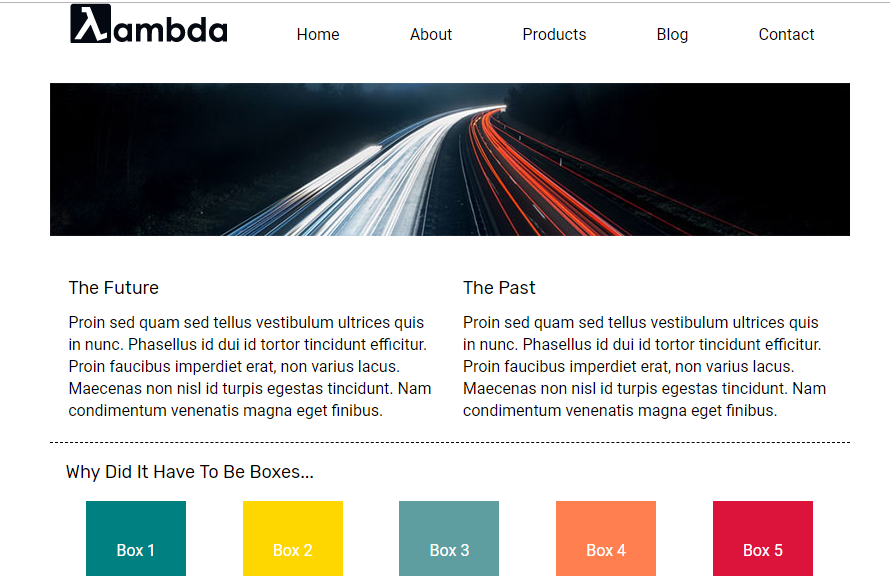 λambda
Home About Products Blog Contact
The Future
Proin sed quam sed tellus vestibulum ultrices quis
in nunc. Phasellus id dui id tortor tincidunt efficitur.
Proin faucibus imperdiet erat, non varius lacus.
Maecenas non nisl id turpis egestas tincidunt. Nam
condimentum venenatis magna eget finibus.
The Past
Proin sed quam sed tellus vestibulum ultrices quis
in nunc. Phasellus id dui id tortor tincidunt efficitur.
Proin faucibus imperdiet erat, non varius lacus.
Maecenas non nisl id turpis egestas tincidunt. Nam
condimentum venenatis magna eget finibus.
Why Did It Have To Be Boxes...
Box 1 Box 2 Box 3 Box 4 Box 5